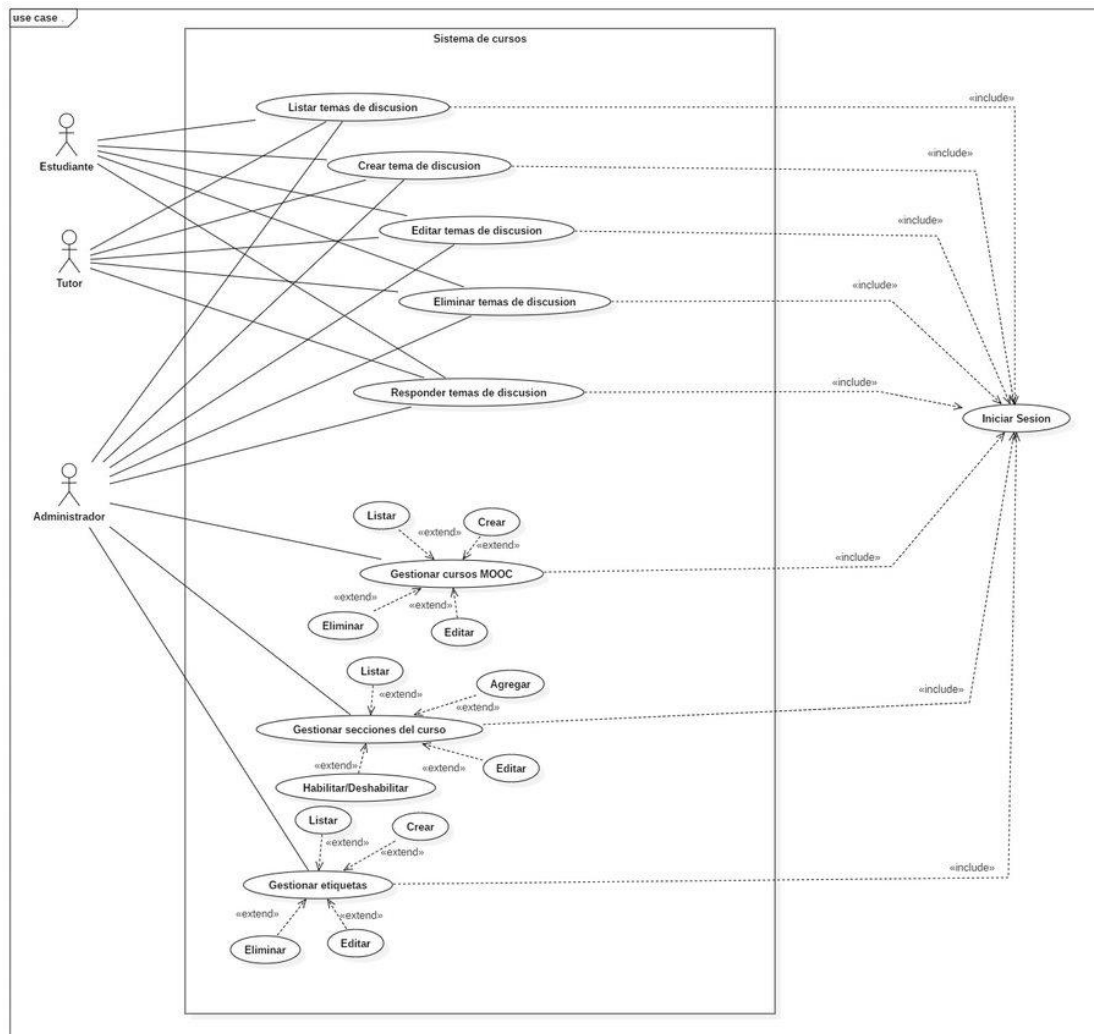 use case .
Sistema de cursos
Listar temas de discusion
«include»
Estudiante
Crear tema de discusion
«include»
Editar temas de discusion
«include»
Tutor
Eliminar temas de discusion
«include»
Responder temas de discusion
«include»
Iniciar Sesion
Administrador
Listar
Crear
«extend»
«extend»
Gestionar cursos MOOC
«include»
«extend»
«extend»
Eliminar
Editar
Listar
Agregar
«extend»
«extend»
Gestionar secciones del curso
«include»
«extend»
«extend»
Editar
Habilitar/Deshabilitar
Listar
Crear
«extend»
«extend»
Gestionar etiquetas
«include»
«extend»
«extend»
Eliminar
Editar